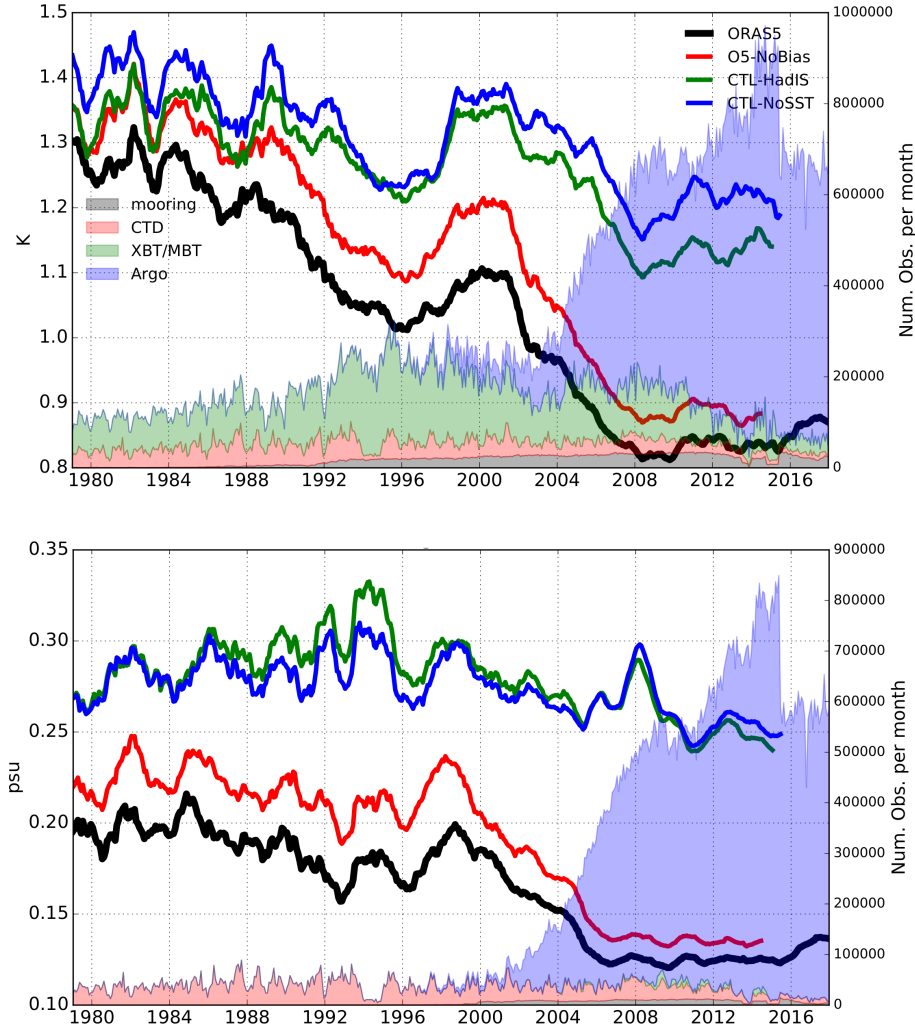 1.5
1.4
1.3
1.2
1.1
1.0
0.9
0.8
K
1000000
800000
600000
400000
200000
0
Num. Obs. per month
ORAS5
O5-NoBias
CTL-HadIS
CTL-NoSST
mooring
CTD
XBT/MBT
Argo
1980 1984 1988 1992 1996 2000 2004 2008 2012 2016
0.35
0.30
0.25
0.20
0.15
0.10
psu
900000
800000
700000
600000
500000
400000
300000
200000
100000
0
Num. Obs. per month
1980 1984 1988 1992 1996 2000 2004 2008 2012 2016